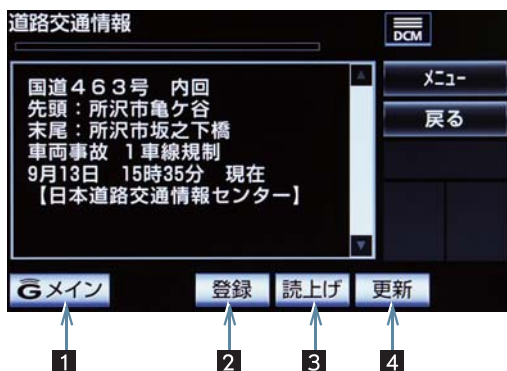 道路交通情報
DCM
国道463号 内回
先頭：所沢市亀ケ谷
末尾：所沢市坂之下橋
車両事故 1車線規制
9月13日 15時35分 現在
【日本道路交通情報センター】
メニュー
戻る
Gメイン
登録
読上げ
更新
1
2
3
4